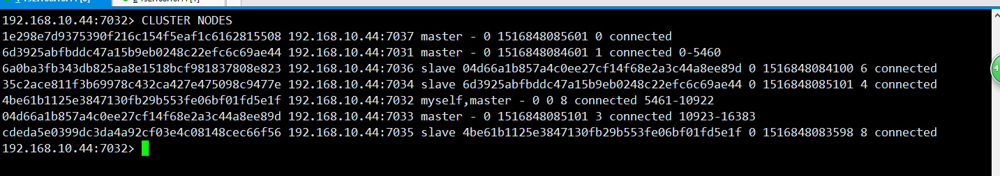 192.168.10.44:7032> CLUSTER NODES
1e298e7d9375390f216c154f5eaf1c6162815508 192.168.10.44:7037 master - 0 1516848085601 0 connected
6d3925abfbddc47a15b9eb0248c22efc6c69ae44 192.168.10.44:7031 master - 0 1516848084601 1 connected 0-5460
6a0ba3fb343db825aa8e1518bcf981837808e823 192.168.10.44:7036 slave 04d66a1b857a4c0ee27cf14f68e2a3c44a8ee89d 0 1516848084100 6 connected
35c2ace811f3b69978c432ca427e475098c9477e 192.168.10.44:7034 slave 6d3925abfbddc47a15b9eb0248c22efc6c69ae44 0 1516848085101 4 connected
4be61b1125e3847130fb29b553fe06bf01fd5e1f 192.168.10.44:7032 myself,master - 0 0 8 connected 5461-10922
04d66a1b857a4c0ee27cf14f68e2a3c44a8ee89d 192.168.10.44:7033 master - 0 1516848085101 3 connected 10923-16383
cdeda5e0399dc3da4a92cf03e4c08148cec66f56 192.168.10.44:7035 slave 4be61b1125e3847130fb29b553fe06bf01fd5e1f 0 1516848083598 8 connected
192.168.10.44:7032>
4